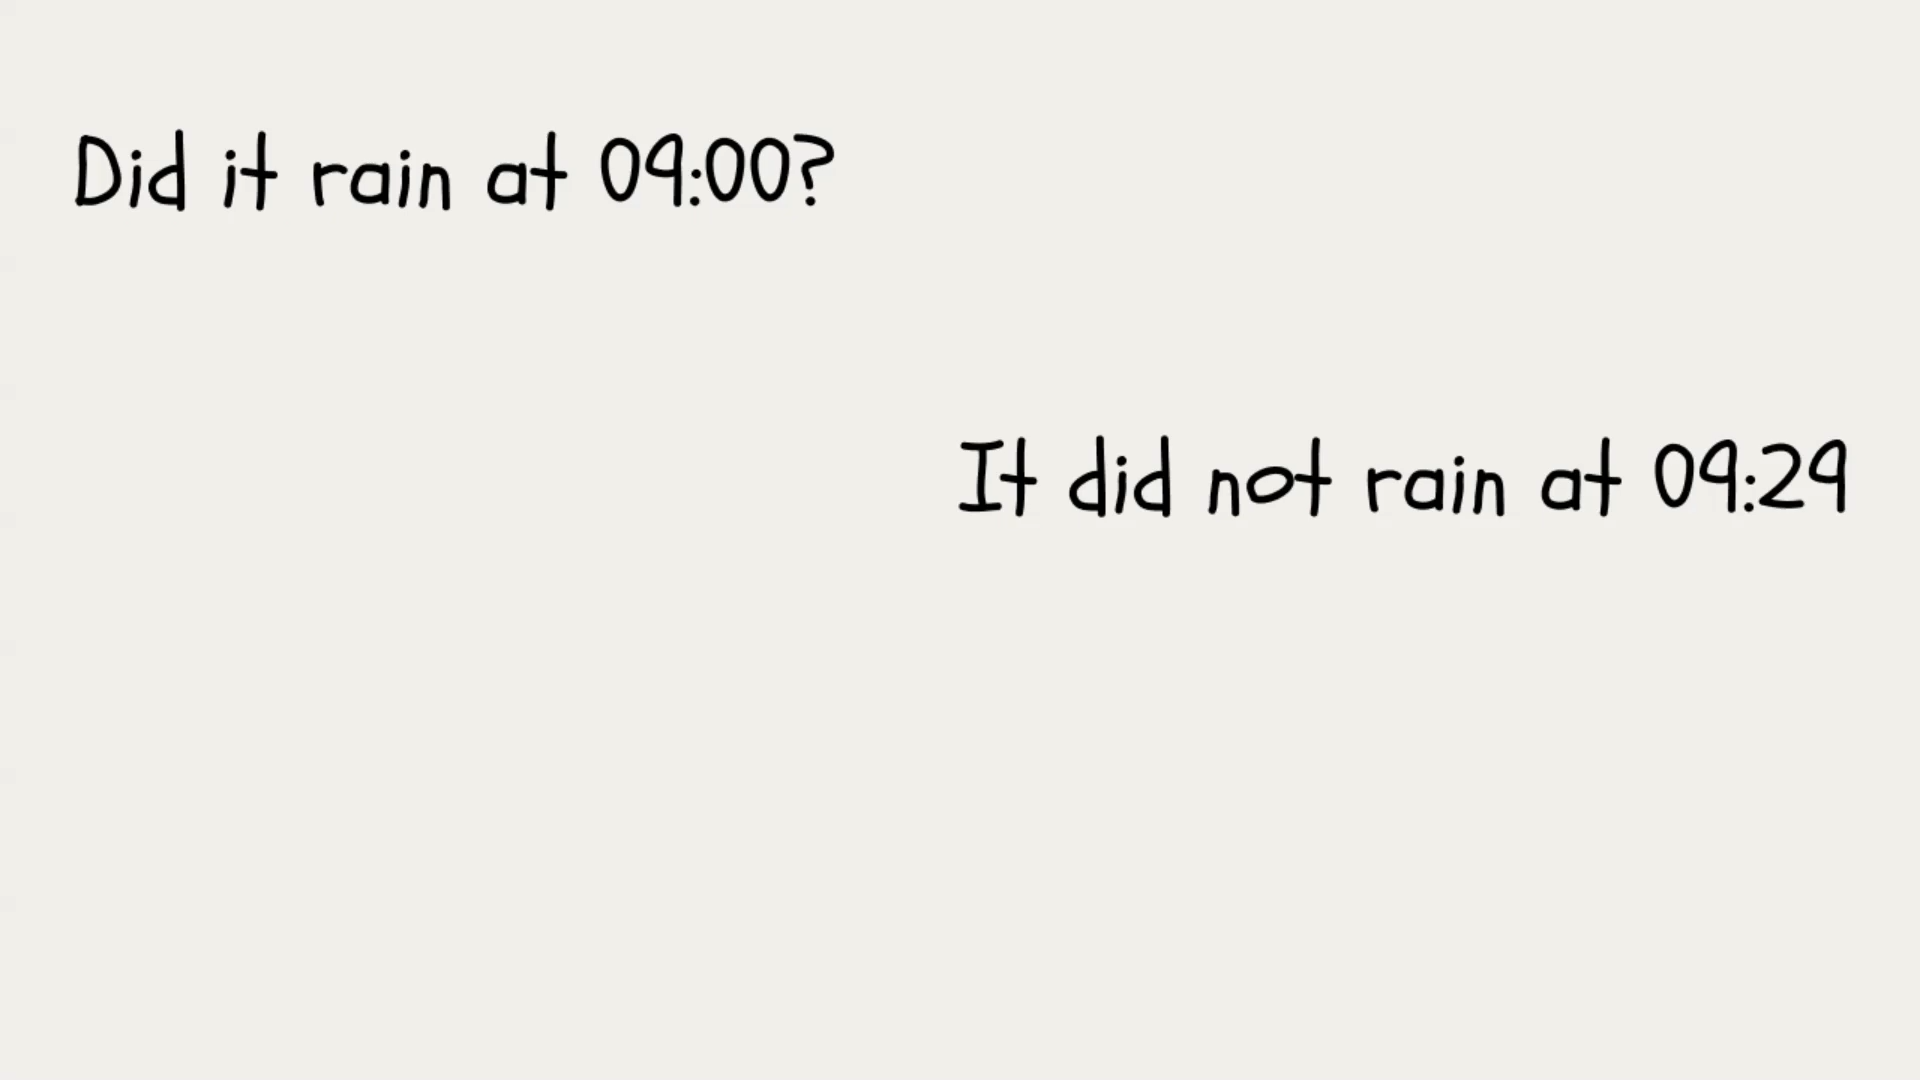 Did it rain at 09:00?
It did not rain at 09:29